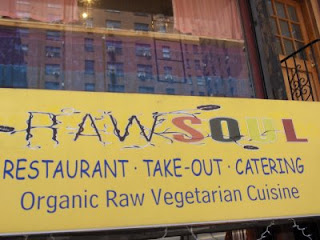 RAW SOUL
RESTAURANT · TAKE-OUT · CATERING
Organic Raw Vegetarian Cuisine